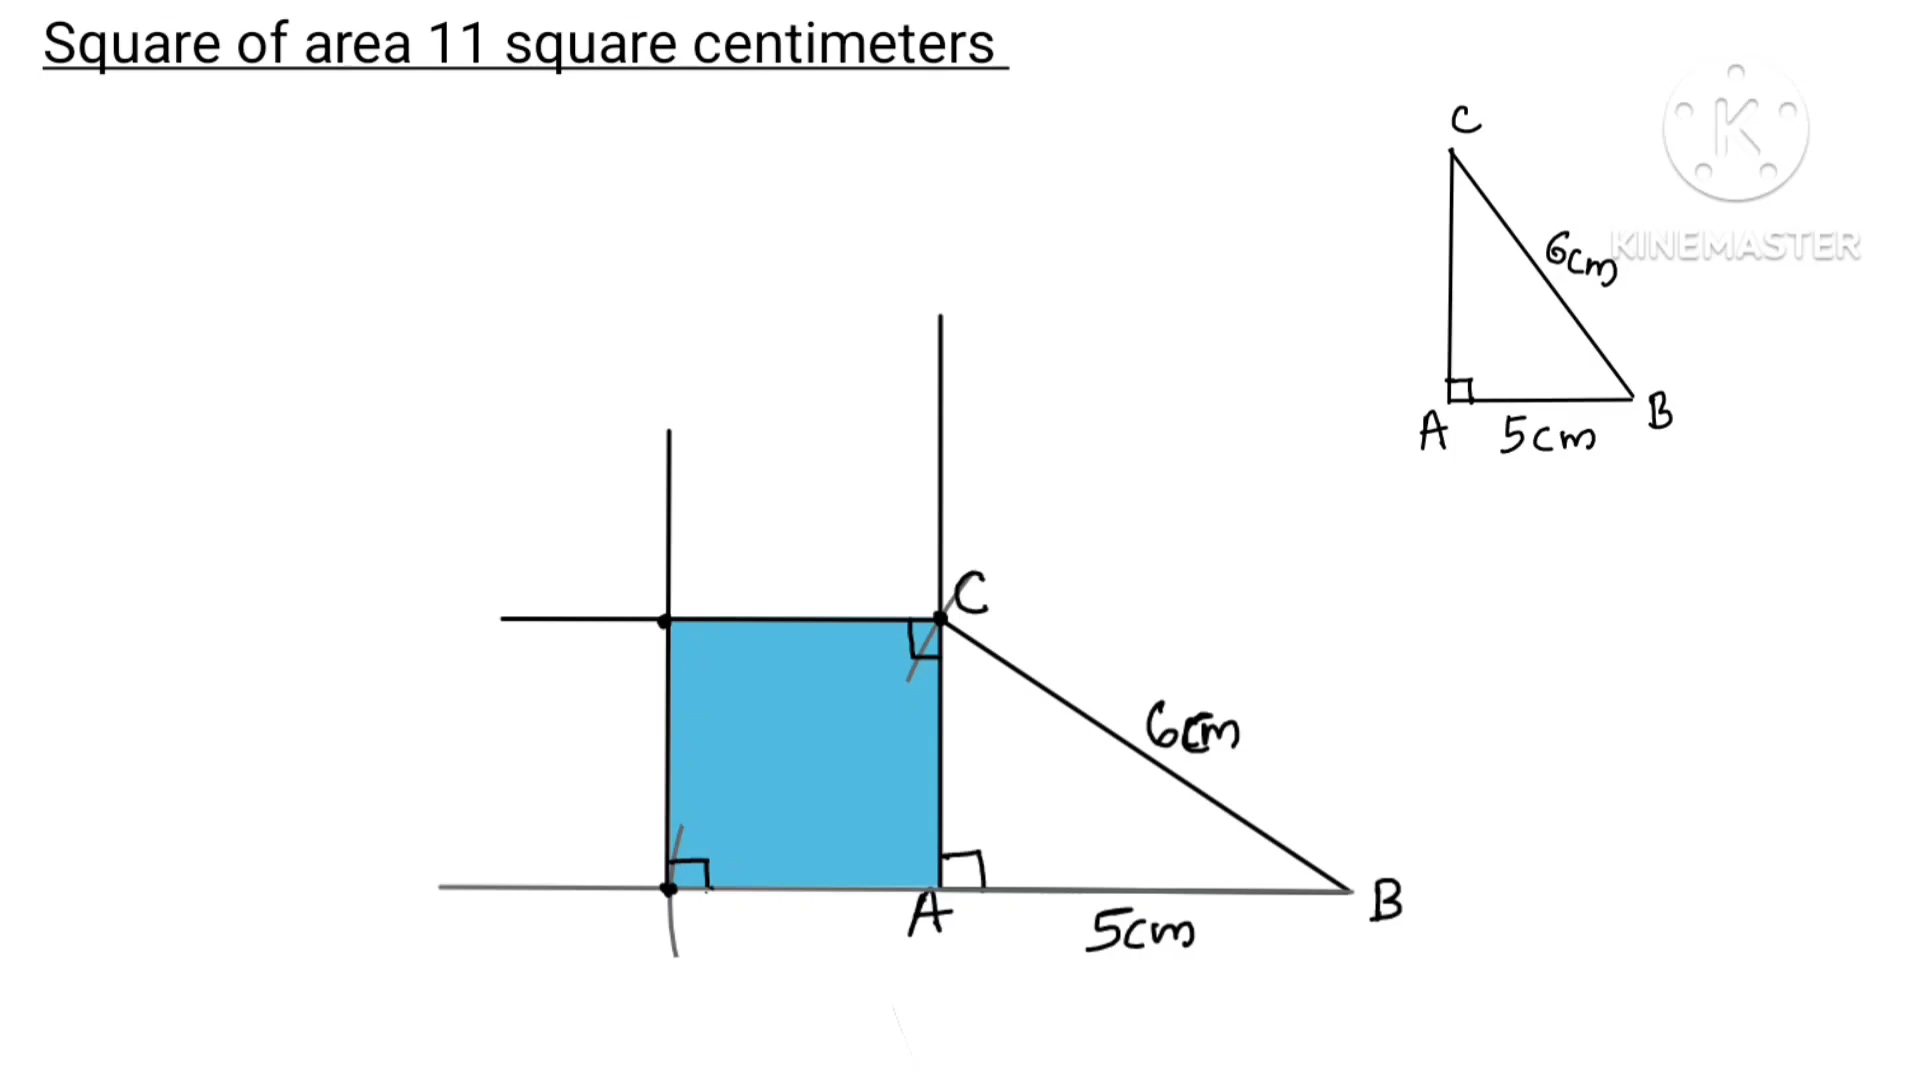 Square of area 11 square centimeters
C
K
6cm
KINEMASTER
A
5cm
B
C
6cm
A
5cm
B